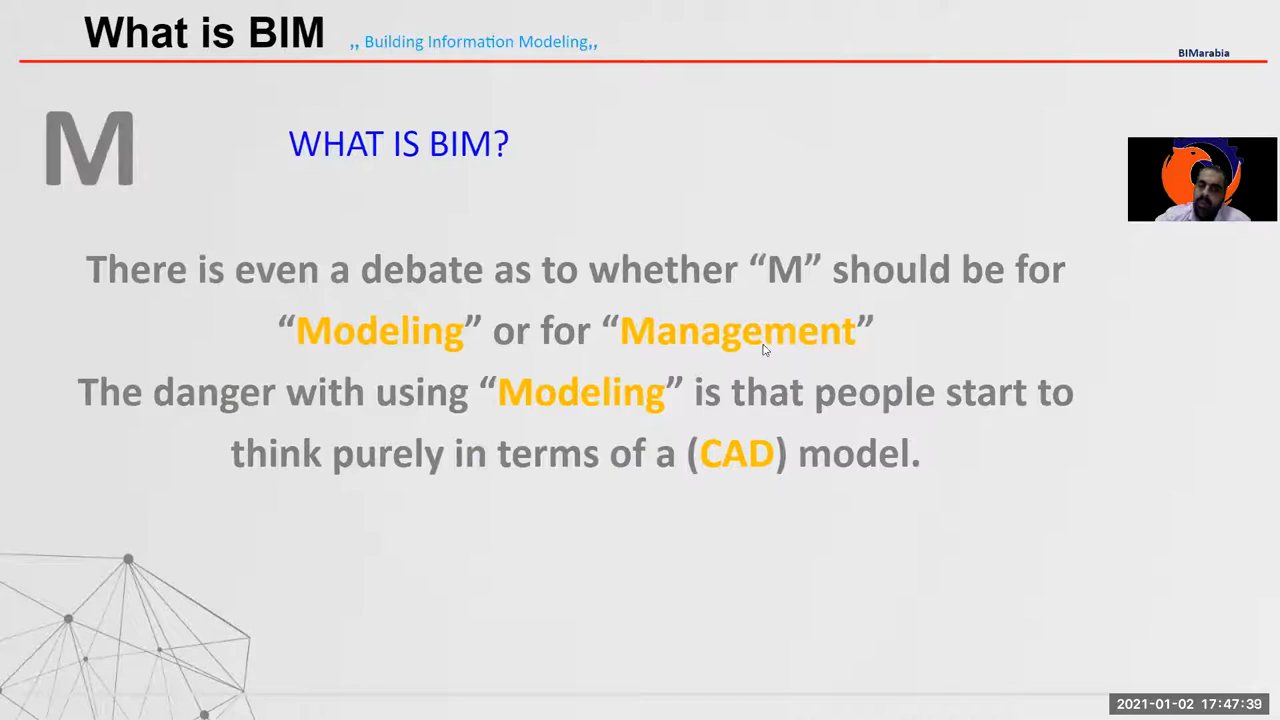 What is BIM ,, Building Information Modeling,,
BIMarabia
M
WHAT IS BIM?
There is even a debate as to whether “M” should be for
“Modeling” or for “Management”
The danger with using “Modeling” is that people start to
think purely in terms of a (CAD) model.
2021-01-02 17:47:39